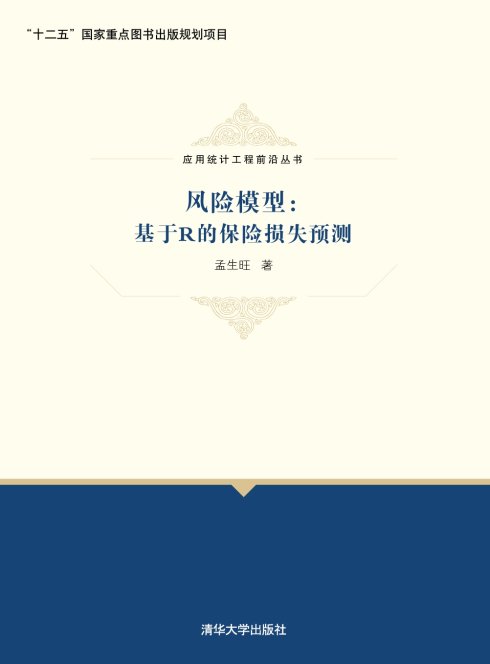 “十二五”国家重点图书出版规划项目
应用统计工程前沿丛书
风险模型：
基于R的保险损失预测
孟生旺 著
清华大学出版社